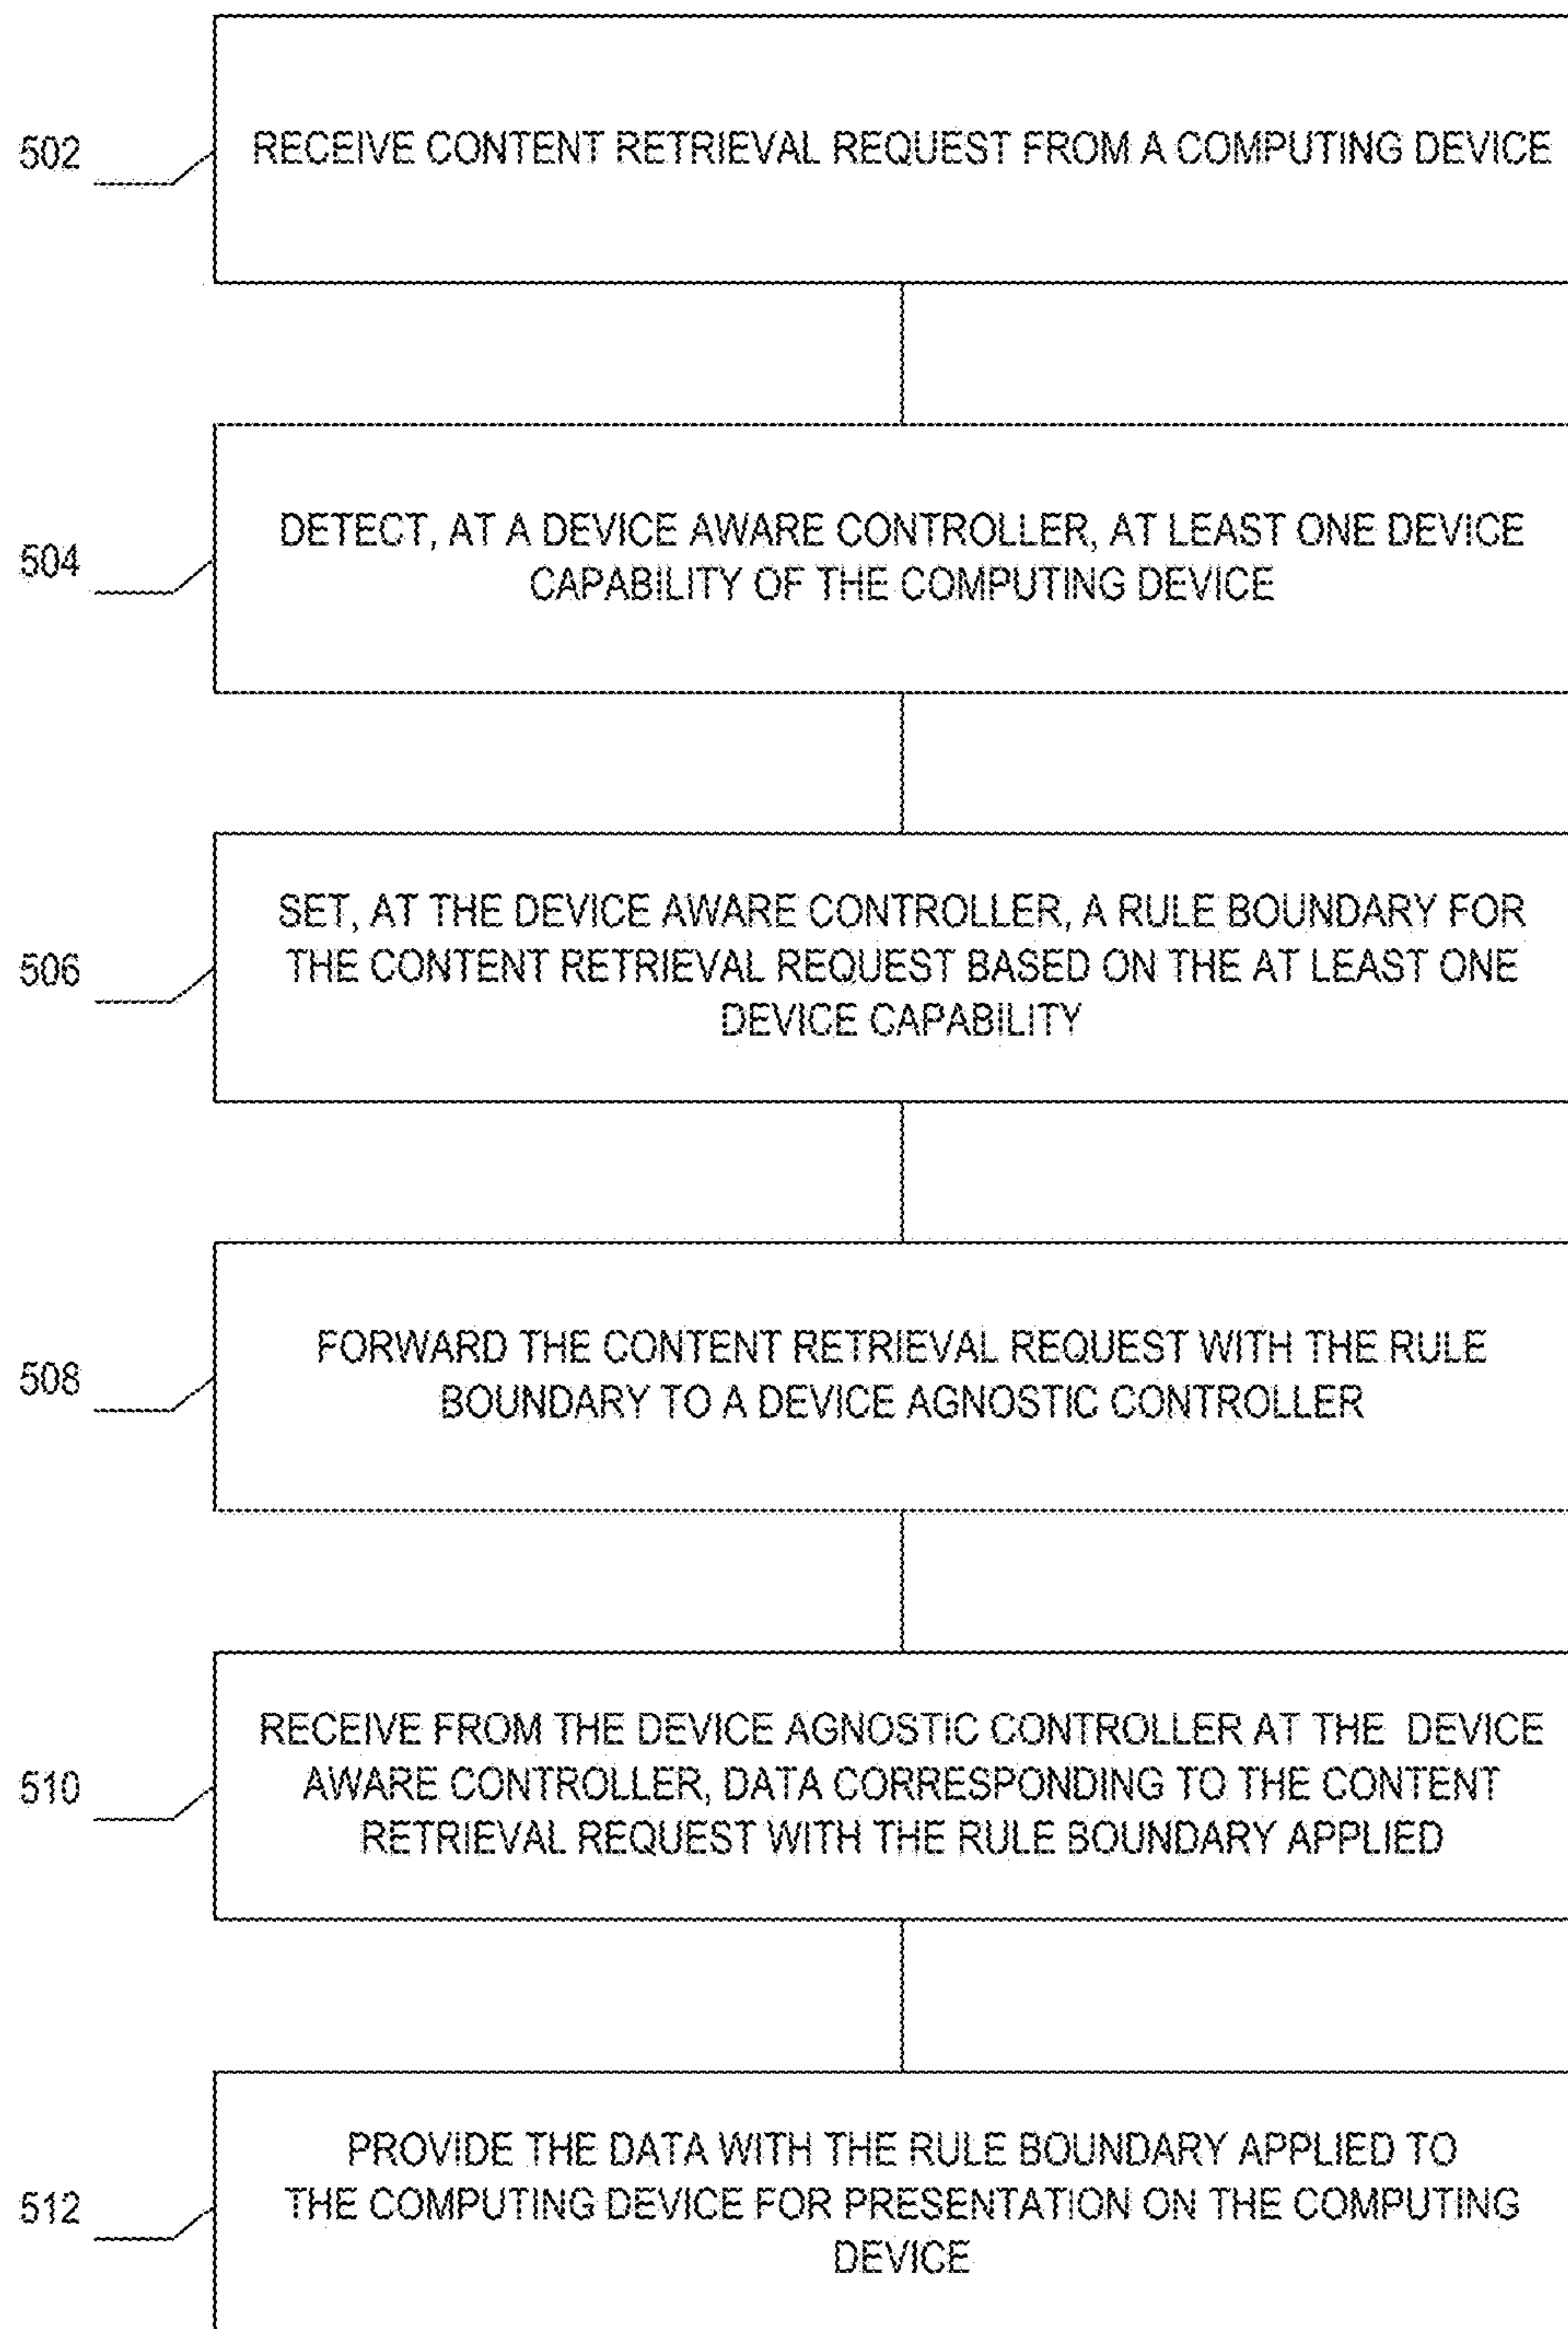 502
RECEIVE CONTENT RETRIEVAL REQUEST FROM A COMPUTING DEVICE
504
DETECT, AT A DEVICE AWARE CONTROLLER, AT LEAST ONE DEVICE
CAPABILITY OF THE COMPUTING DEVICE
506
SET, AT THE DEVICE AWARE CONTROLLER, A RULE BOUNDARY FOR
THE CONTENT RETRIEVAL REQUEST BASED ON THE AT LEAST ONE
DEVICE CAPABILITY
508
FORWARD THE CONTENT RETRIEVAL REQUEST WITH THE RULE
BOUNDARY TO A DEVICE AGNOSTIC CONTROLLER
510
RECEIVE FROM THE DEVICE AGNOSTIC CONTROLLER AT THE DEVICE
AWARE CONTROLLER, DATA CORRESPONDING TO THE CONTENT
RETRIEVAL REQUEST WITH THE RULE BOUNDARY APPLIED
512
PROVIDE THE DATA WITH THE RULE BOUNDARY APPLIED TO
THE COMPUTING DEVICE FOR PRESENTATION ON THE COMPUTING
DEVICE